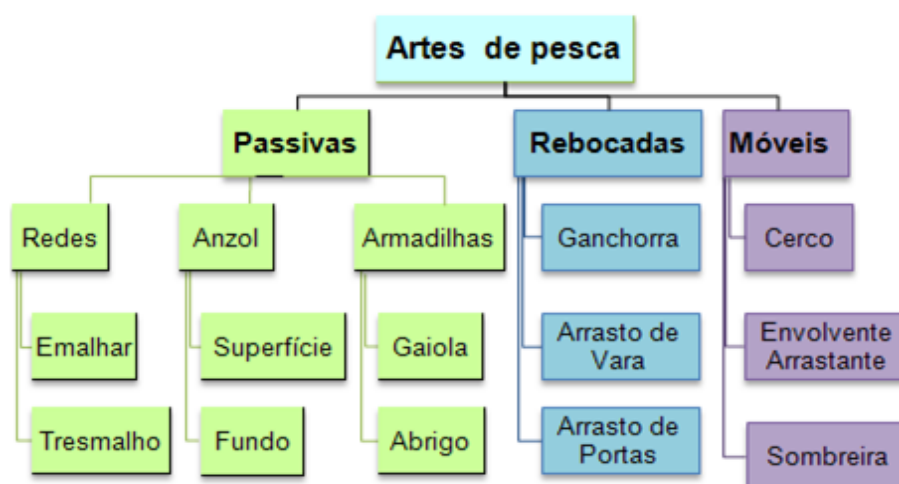 Artes de pesca
Passivas
Rebocadas
Móveis
Redes
Anzol
Armadilhas
Ganchorra
Cerco
Emalhar
Superfície
Gaiola
Arrasto de
Vara
Envolvente
Arrastante
Tresmalho
Fundo
Abrigo
Arrasto de
Portas
Sombreira